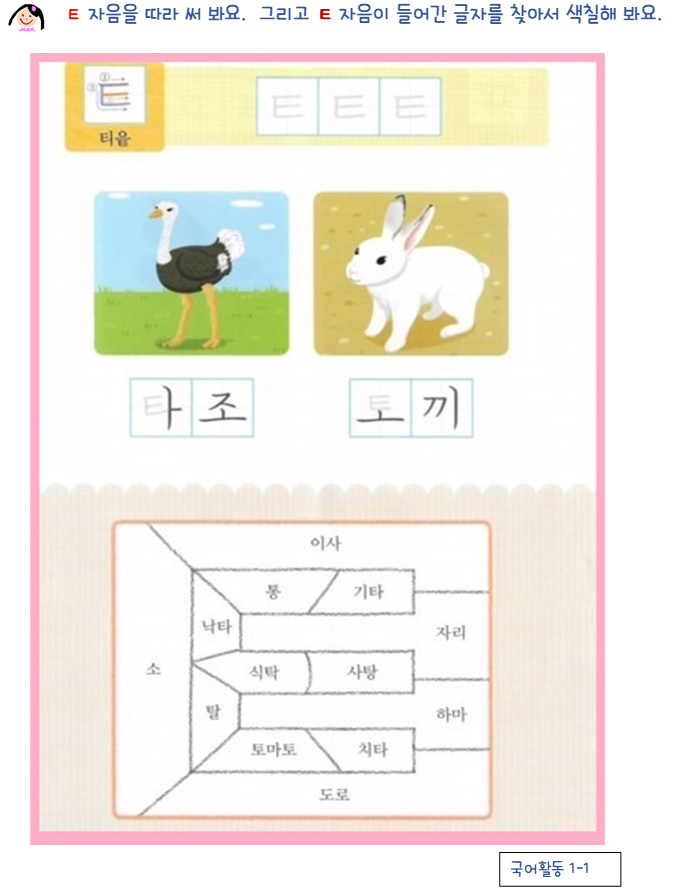 ㅌ 자음을 따라 써 봐요. 그리고 ㅌ 자음이 들어간 글자를 찾아서 색칠해 봐요.
① ②
티읕
ㅌ ㅌ ㅌ
타조 토끼
이사
통 기타
낙타
자리
소 식탁 사탕
탈 하마
토마토 치타
도로
국어활동 1-1